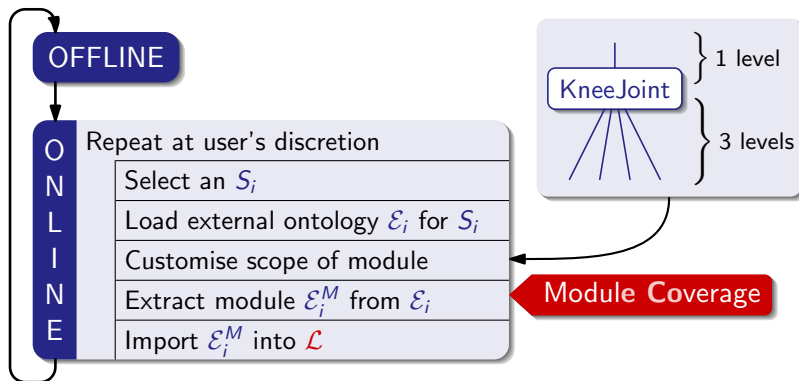 OFFLINE
ONLINE
Repeat at user's discretion
Select an Sᵢ
Load external ontology ℰᵢ for Sᵢ
Customise scope of module
Extract module ℰᵢᴹ from ℰᵢ
Import ℰᵢᴹ into ℒ
1 level
KneeJoint
3 levels
Module Coverage